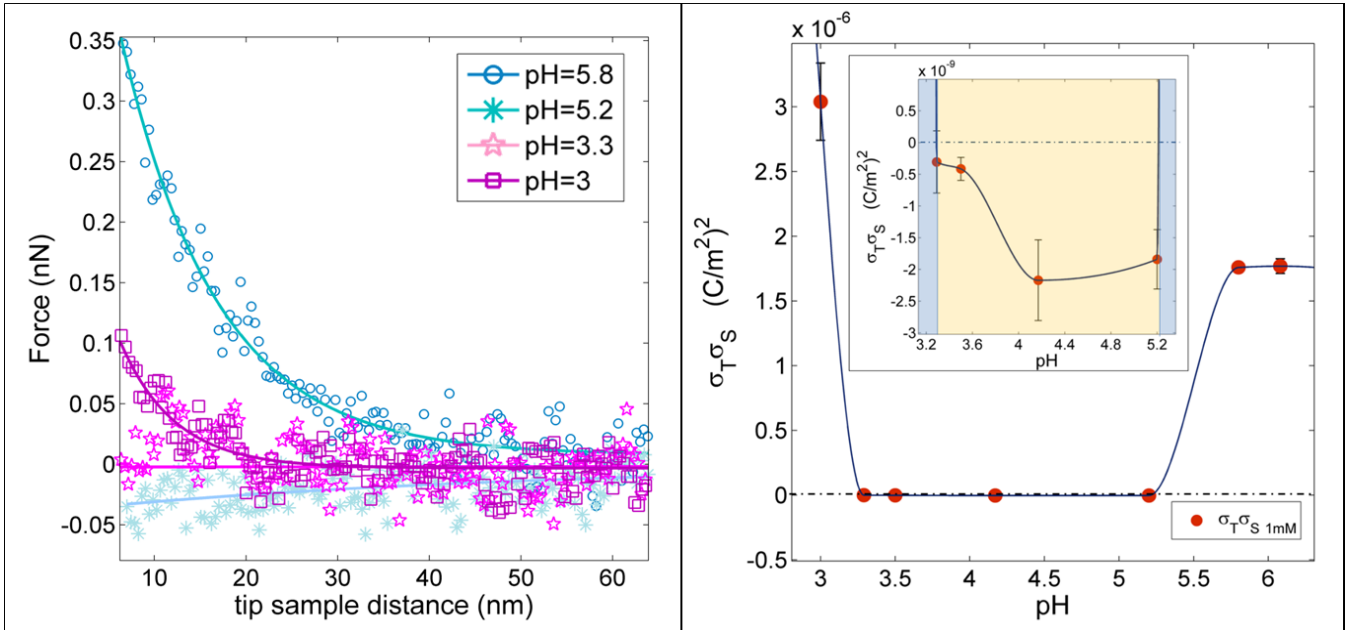 0.35
0.3
0.25
0.2
0.15
0.1
0.05
0
-0.05
Force (nN)
pH=5.8
pH=5.2
pH=3.3
pH=3
10 20 30 40 50 60
tip sample distance (nm)
x 10⁻⁶
3
2.5
2
1.5
1
0.5
0
-0.5
σTσS (C/m²)²
3 3.5 4 4.5 5 5.5 6
pH
σTσS 1mM
x 10⁻⁹
0.5
0
-0.5
-1
-1.5
-2
-2.5
-3
σTσS (C/m²)²
3.2 3.6 4 4.4 4.8 5.2
pH